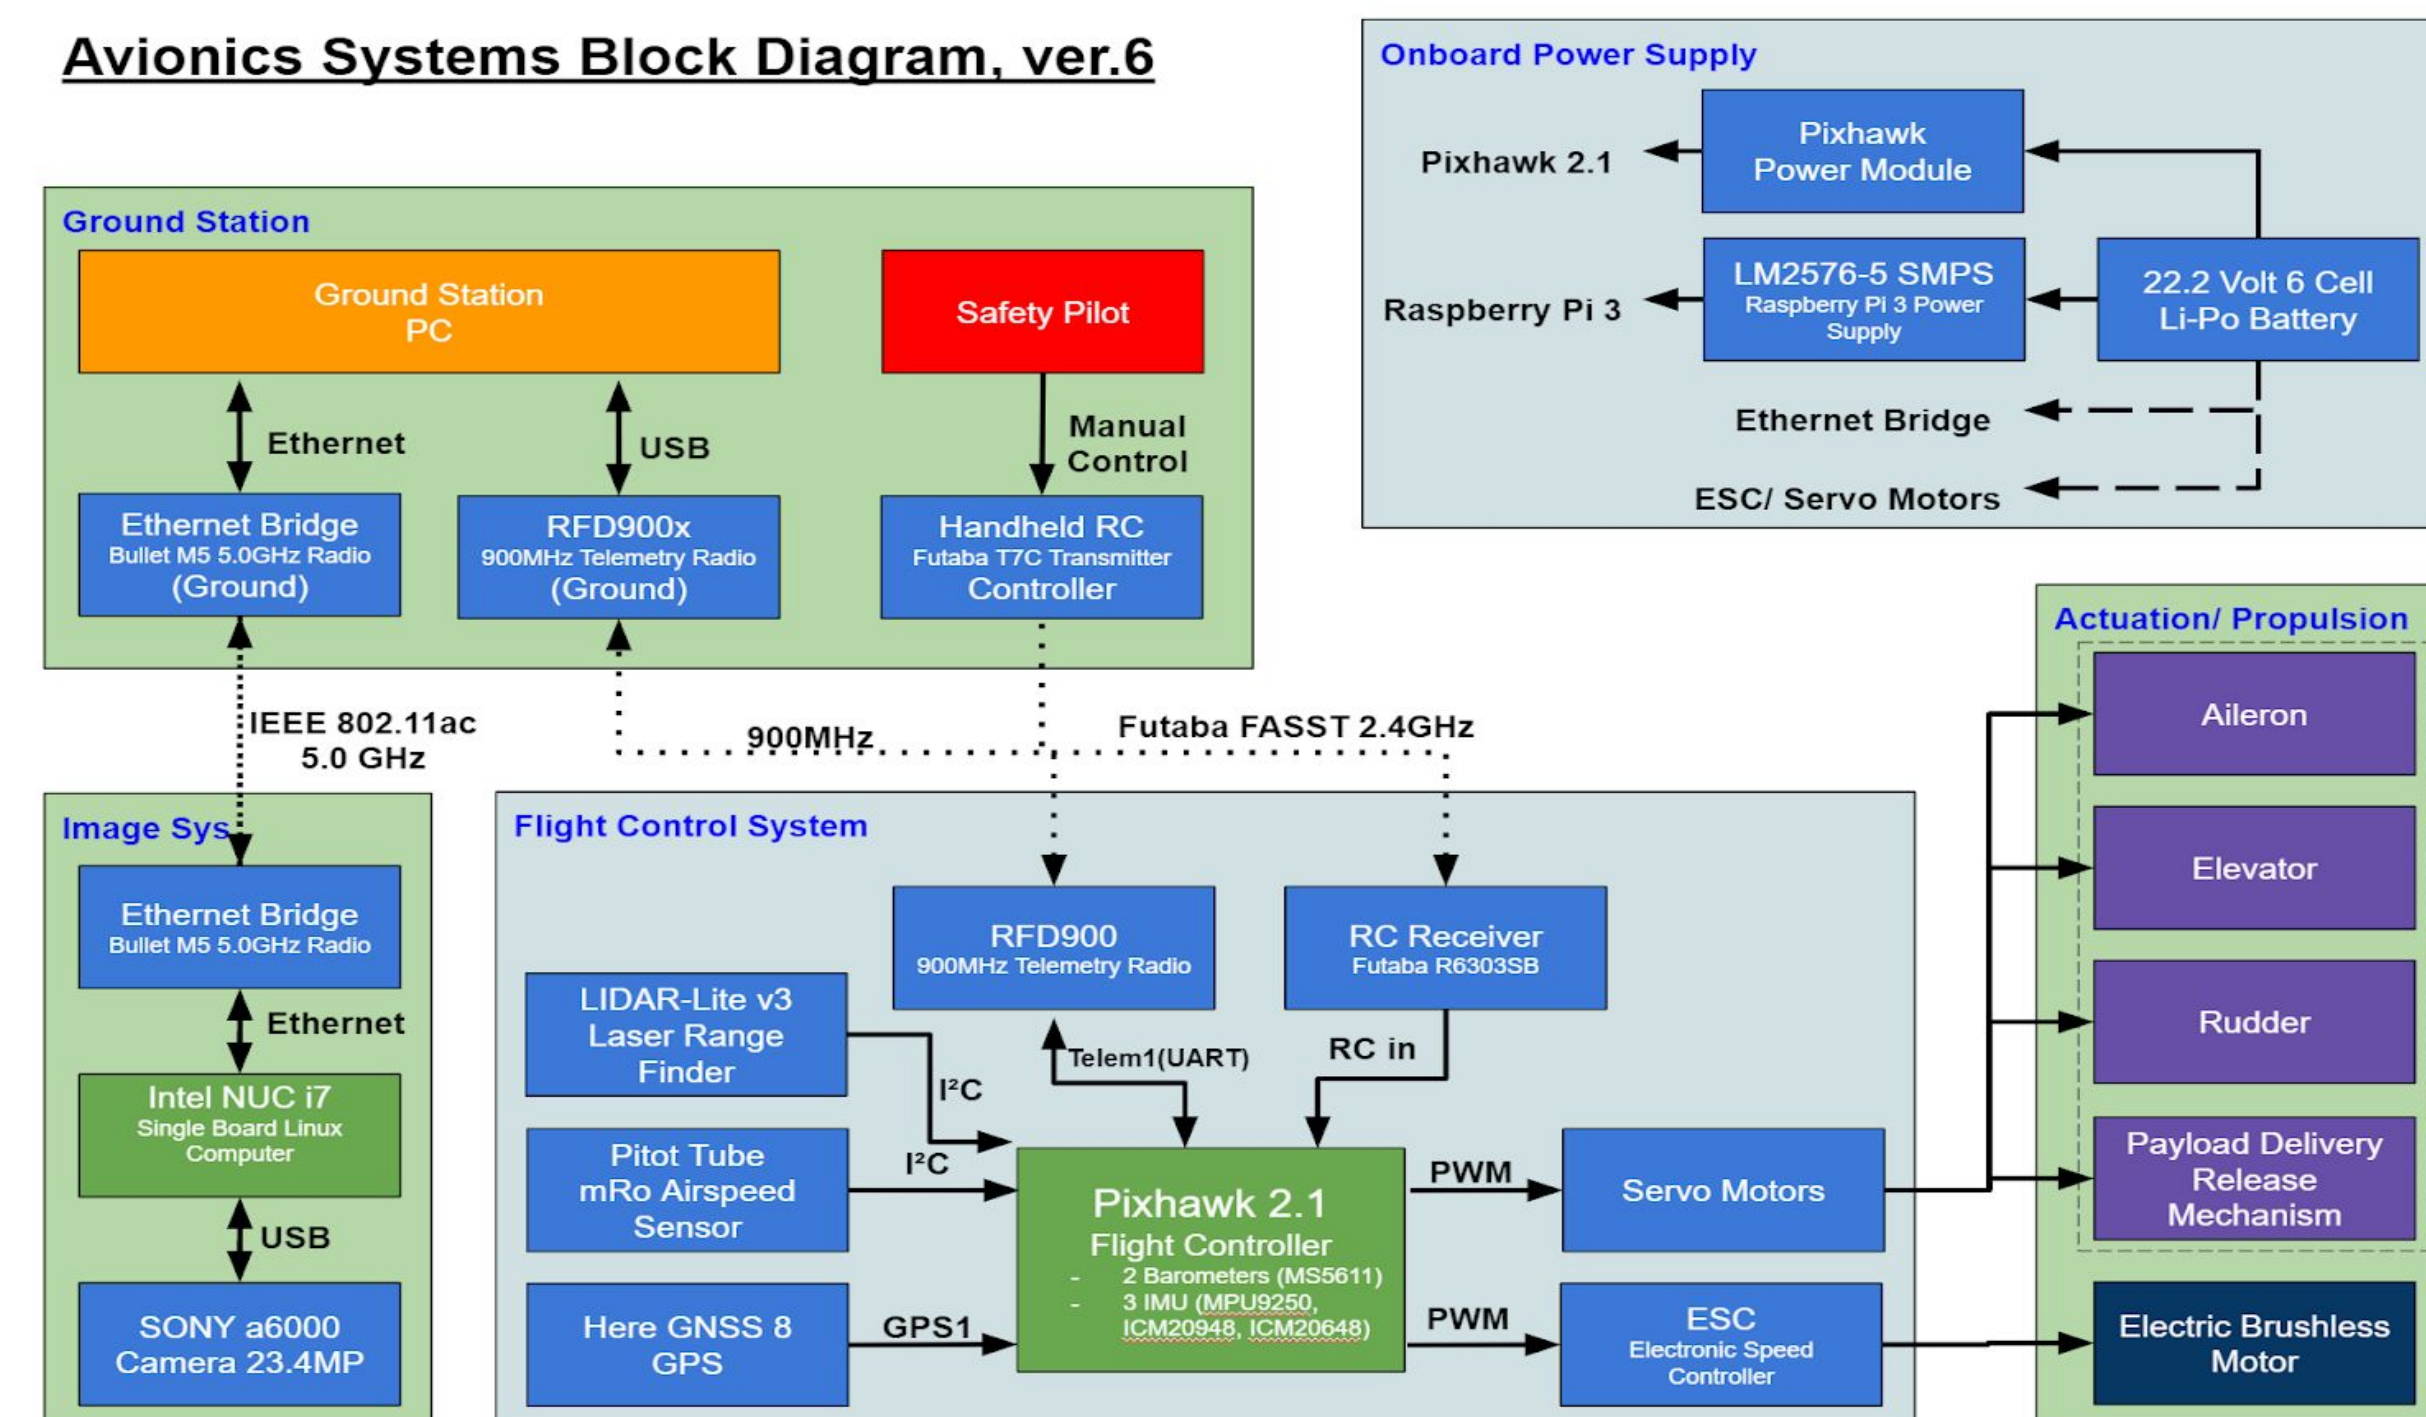 Avionics Systems Block Diagram, ver.6
Onboard Power Supply
Pixhawk
Power Module
Pixhawk 2.1
LM2576-5 SMPS
Raspberry Pi 3 Power
Supply
Raspberry Pi 3
22.2 Volt 6 Cell
Li-Po Battery
Ethernet Bridge
ESC/ Servo Motors
Ground Station
Ground Station
PC
Safety Pilot
Ethernet
USB
Manual
Control
Ethernet Bridge
Bullet M5 5.0GHz Radio
(Ground)
RFD900x
900MHz Telemetry Radio
(Ground)
Handheld RC
Futaba T7C Transmitter
Controller
IEEE 802.11ac
5.0 GHz
900MHz
Futaba FASST 2.4GHz
Image Sys
Ethernet Bridge
Bullet M5 5.0GHz Radio
Ethernet
Intel NUC i7
Single Board Linux
Computer
USB
SONY a6000
Camera 23.4MP
Flight Control System
RFD900
900MHz Telemetry Radio
RC Receiver
Futaba R6303SB
LIDAR-Lite v3
Laser Range
Finder
I²C
Telem1(UART)
RC in
Pitot Tube
mRo Airspeed
Sensor
I²C
Here GNSS 8
GPS
GPS1
Pixhawk 2.1
Flight Controller
- 2 Barometers (MS5611)
- 3 IMU (MPU9250,
ICM20948, ICM20648)
PWM
Servo Motors
PWM
ESC
Electronic Speed
Controller
Actuation/ Propulsion
Aileron
Elevator
Rudder
Payload Delivery
Release
Mechanism
Electric Brushless
Motor